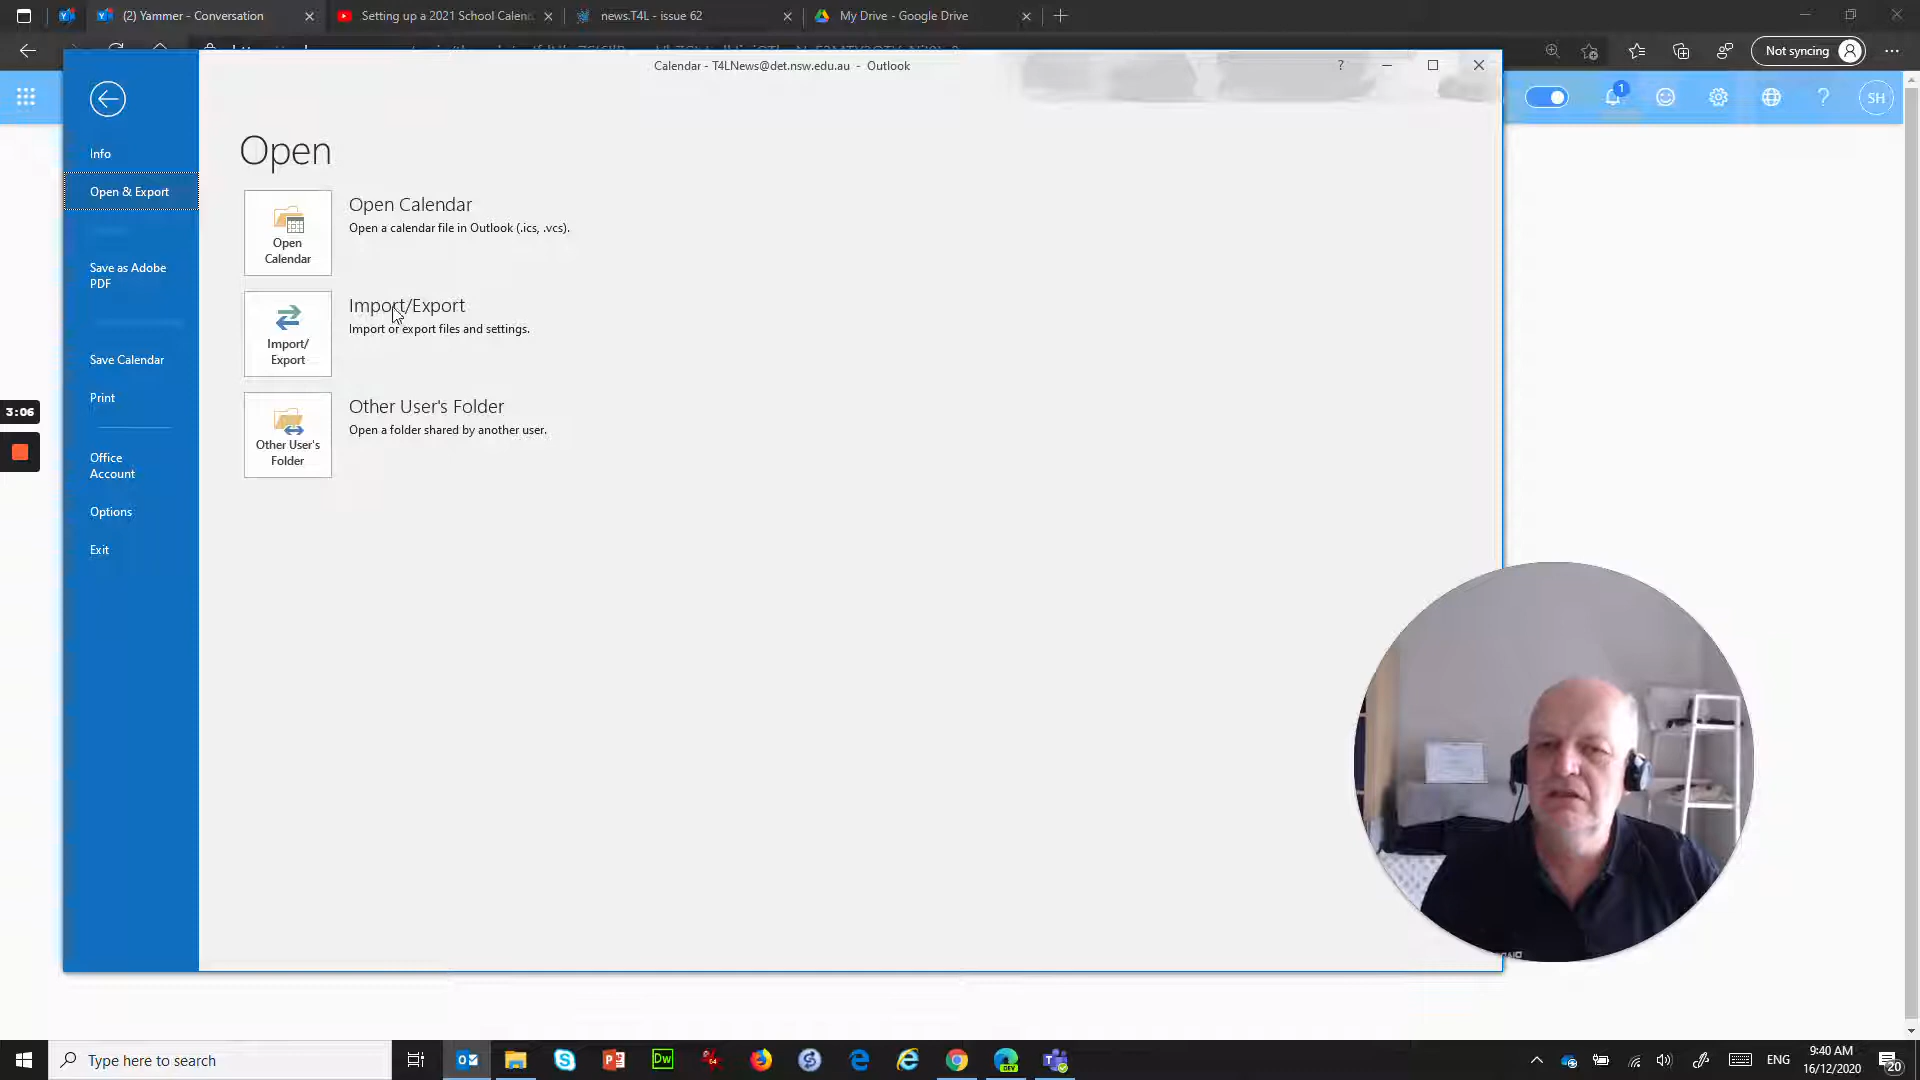 (2) Yammer - Conversation
Setting up a 2021 School Calend
news.T4L - issue 62
My Drive - Google Drive
Not syncing
Calendar - T4LNews@det.nsw.edu.au - Outlook
1
SH
Info
Open & Export
Save as Adobe
PDF
Save Calendar
Print
Office
Account
Options
Exit
Open
Open
Calendar
Open Calendar
Open a calendar file in Outlook (.ics, .vcs).
Import/
Export
Import/Export
Import or export files and settings.
Other User's
Folder
Other User's Folder
Open a folder shared by another user.
3:06
Type here to search
Dw
DEV
ENG
9:40 AM
16/12/2020
20